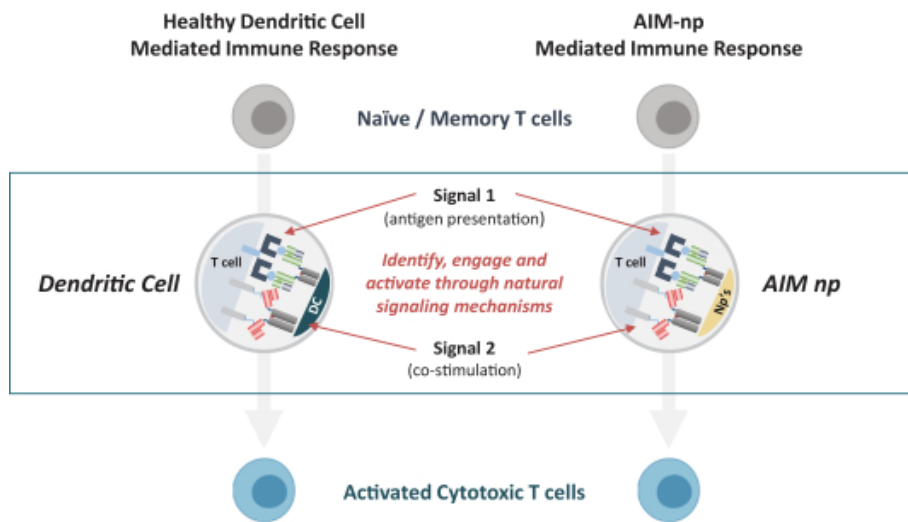 Healthy Dendritic Cell
Mediated Immune Response
AIM-np
Mediated Immune Response
Naïve / Memory T cells
Signal 1
(antigen presentation)
T cell
T cell
Identify, engage and
activate through natural
signaling mechanisms
Dendritic Cell
AIM np
DC
Np's
Signal 2
(co-stimulation)
Activated Cytotoxic T cells